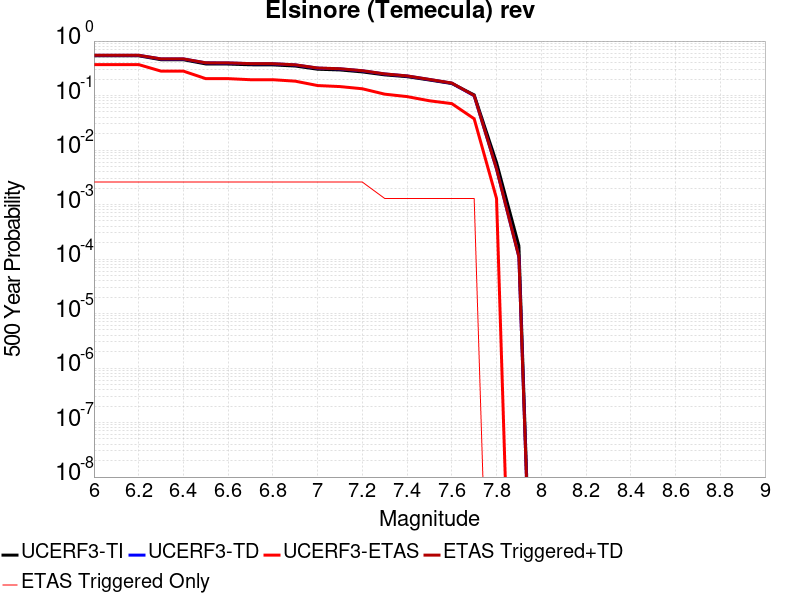 Elsinore (Temecula) rev
10^0
10^-1
10^-2
10^-3
10^-4
10^-5
10^-6
10^-7
10^-8
500 Year Probability
6 6.2 6.4 6.6 6.8 7 7.2 7.4 7.6 7.8 8 8.2 8.4 8.6 8.8 9
Magnitude
UCERF3-TI UCERF3-TD UCERF3-ETAS ETAS Triggered+TD
ETAS Triggered Only